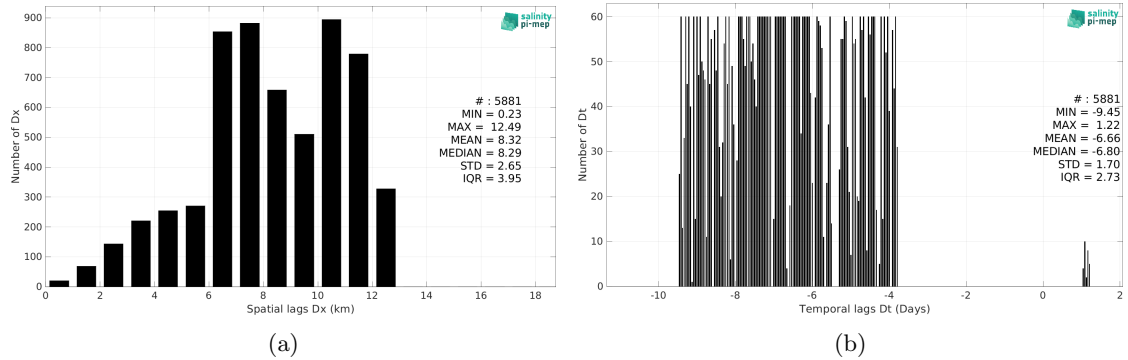 salinity
pi-mep
900
800
700
600
500
400
300
200
100
0
Number of Dx
# : 5881
MIN = 0.23
MAX = 12.49
MEAN = 8.32
MEDIAN = 8.29
STD = 2.65
IQR = 3.95
0 2 4 6 8 10 12 14 16 18
Spatial lags Dx (km)
(a)
salinity
pi-mep
60
50
40
30
20
10
0
Number of Dt
# : 5881
MIN = -9.45
MAX = 1.22
MEAN = -6.66
MEDIAN = -6.80
STD = 1.70
IQR = 2.73
-10 -8 -6 -4 -2 0 2
Temporal lags Dt (Days)
(b)